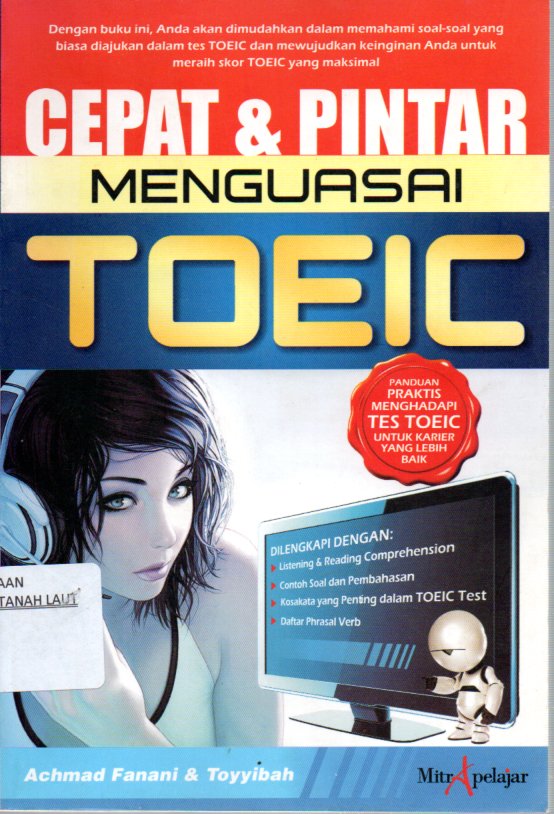 Dengan buku ini, Anda akan dimudahkan dalam memahami soal-soal yang
biasa diajukan dalam tes TOEIC dan mewujudkan keinginan Anda untuk
meraih skor TOEIC yang maksimal
CEPAT & PINTAR
MENGUASAI
TOEIC
PANDUAN
PRAKTIS
MENGHADAPI
TES TOEIC
UNTUK KARIER
YANG LEBIH
BAIK
DILENGKAPI DENGAN:
Listening & Reading Comprehension
Contoh Soal dan Pembahasan
Kosakata yang Penting dalam TOEIC Test
Daftar Phrasal Verb
AAN
TANAH LAUT
Achmad Fanani & Toyyibah
Mitrapelajar